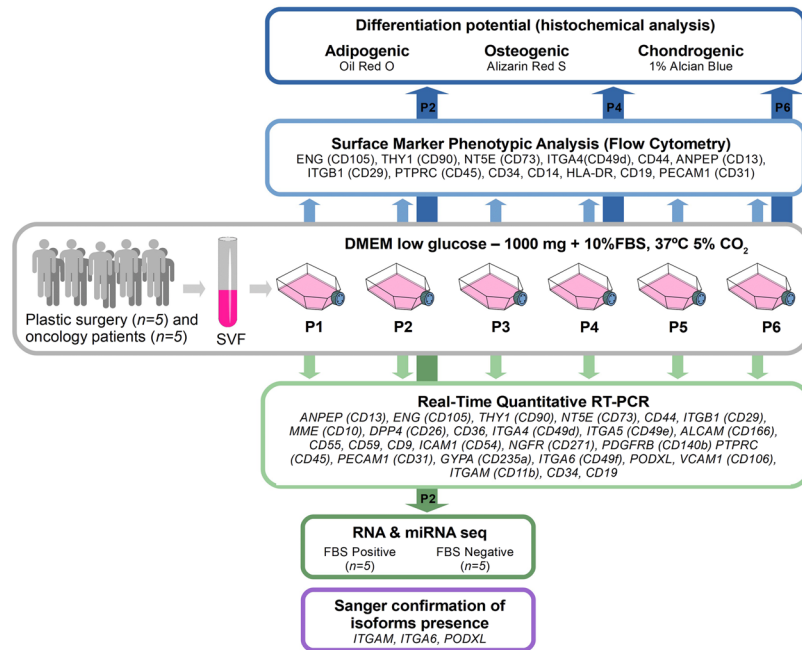 Differentiation potential (histochemical analysis)
Adipogenic Osteogenic Chondrogenic
Oil Red O Alizarin Red S 1% Alcian Blue
P2 P4 P6
Surface Marker Phenotypic Analysis (Flow Cytometry)
ENG (CD105), THY1 (CD90), NT5E (CD73), ITGA4(CD49d), CD44, ANPEP (CD13),
ITGB1 (CD29), PTPRC (CD45), CD34, CD14, HLA-DR, CD19, PECAM1 (CD31)
DMEM low glucose – 1000 mg + 10%FBS, 37ºC 5% CO₂
Plastic surgery (n=5) and
oncology patients (n=5)
SVF
P1 P2 P3 P4 P5 P6
Real-Time Quantitative RT-PCR
ANPEP (CD13), ENG (CD105), THY1 (CD90), NT5E (CD73), CD44, ITGB1 (CD29),
MME (CD10), DPP4 (CD26), CD36, ITGA4 (CD49d), ITGA5 (CD49e), ALCAM (CD166),
CD55, CD59, CD9, ICAM1 (CD54), NGFR (CD271), PDGFRB (CD140b) PTPRC
(CD45), PECAM1 (CD31), GYPA (CD235a), ITGA6 (CD49f), PODXL, VCAM1 (CD106),
ITGAM (CD11b), CD34, CD19
P2
RNA & miRNA seq
FBS Positive FBS Negative
(n=5) (n=5)
Sanger confirmation of
isoforms presence
ITGAM, ITGA6, PODXL